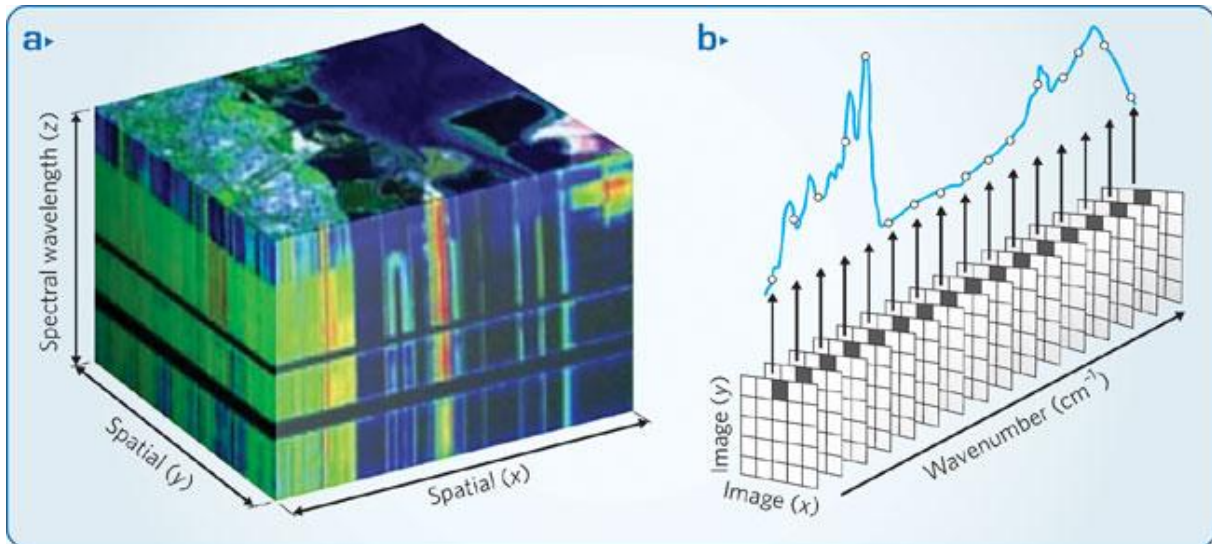 a
Spectral wavelength (z)
Spatial (y)
Spatial (x)
b
Image (y)
Image (x)
Wavenumber (cm⁻¹)